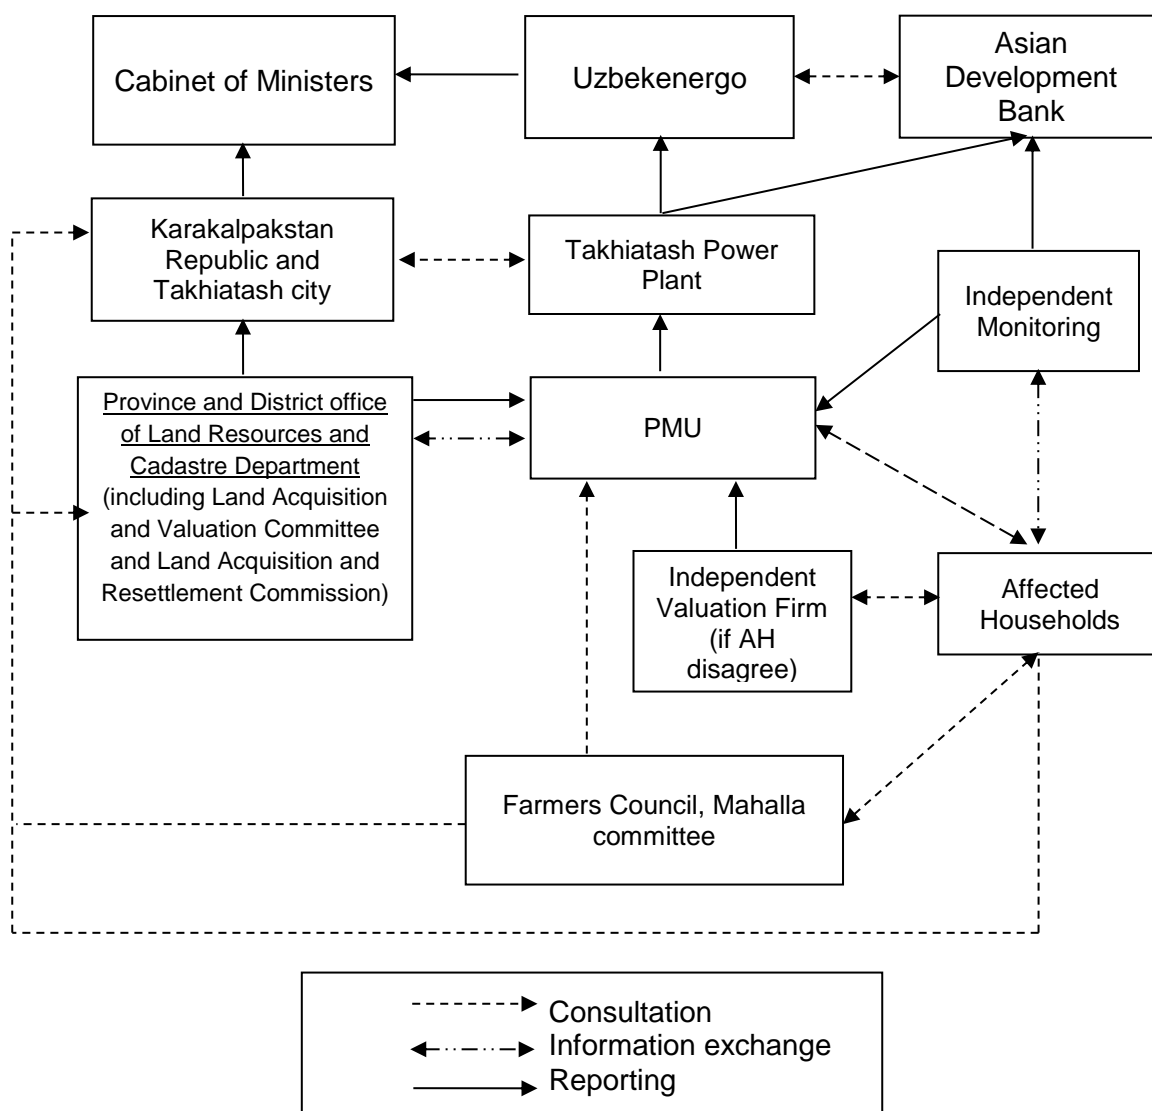 Cabinet of Ministers
Uzbekenergo
Asian
Development
Bank
Karakalpakstan
Republic and
Takhiatash city
Takhiatash Power
Plant
Independent
Monitoring
Province and District office
of Land Resources and
Cadastre Department
(including Land Acquisition
and Valuation Committee
and Land Acquisition and
Resettlement Commission)
PMU
Independent
Valuation Firm
(if AH
disagree)
Affected
Households
Farmers Council, Mahalla
committee
Consultation
Information exchange
Reporting